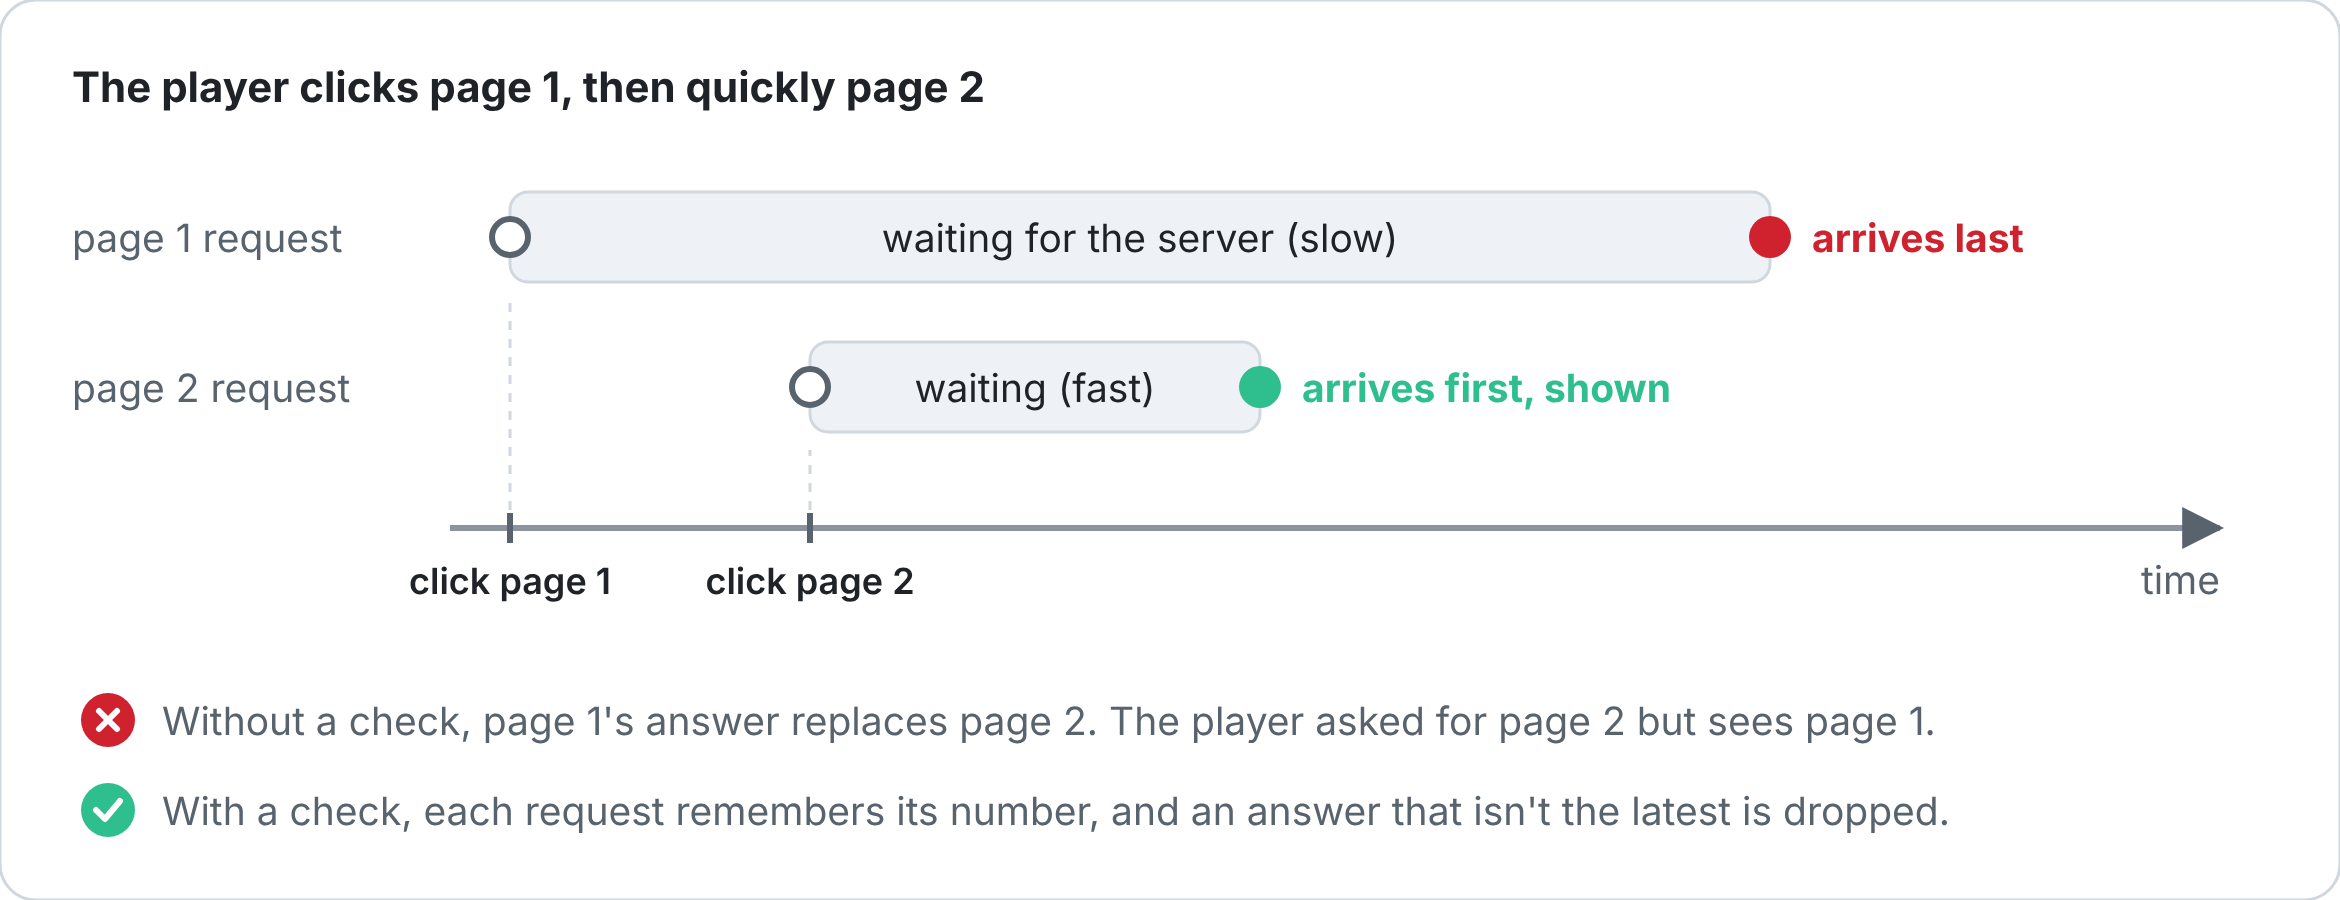 The player clicks page 1, then quickly page 2
page 1 request
waiting for the server (slow)
arrives last
page 2 request
waiting (fast)
arrives first, shown
click page 1
click page 2
time
Without a check, page 1's answer replaces page 2. The player asked for page 2 but sees page 1.
With a check, each request remembers its number, and an answer that isn't the latest is dropped.